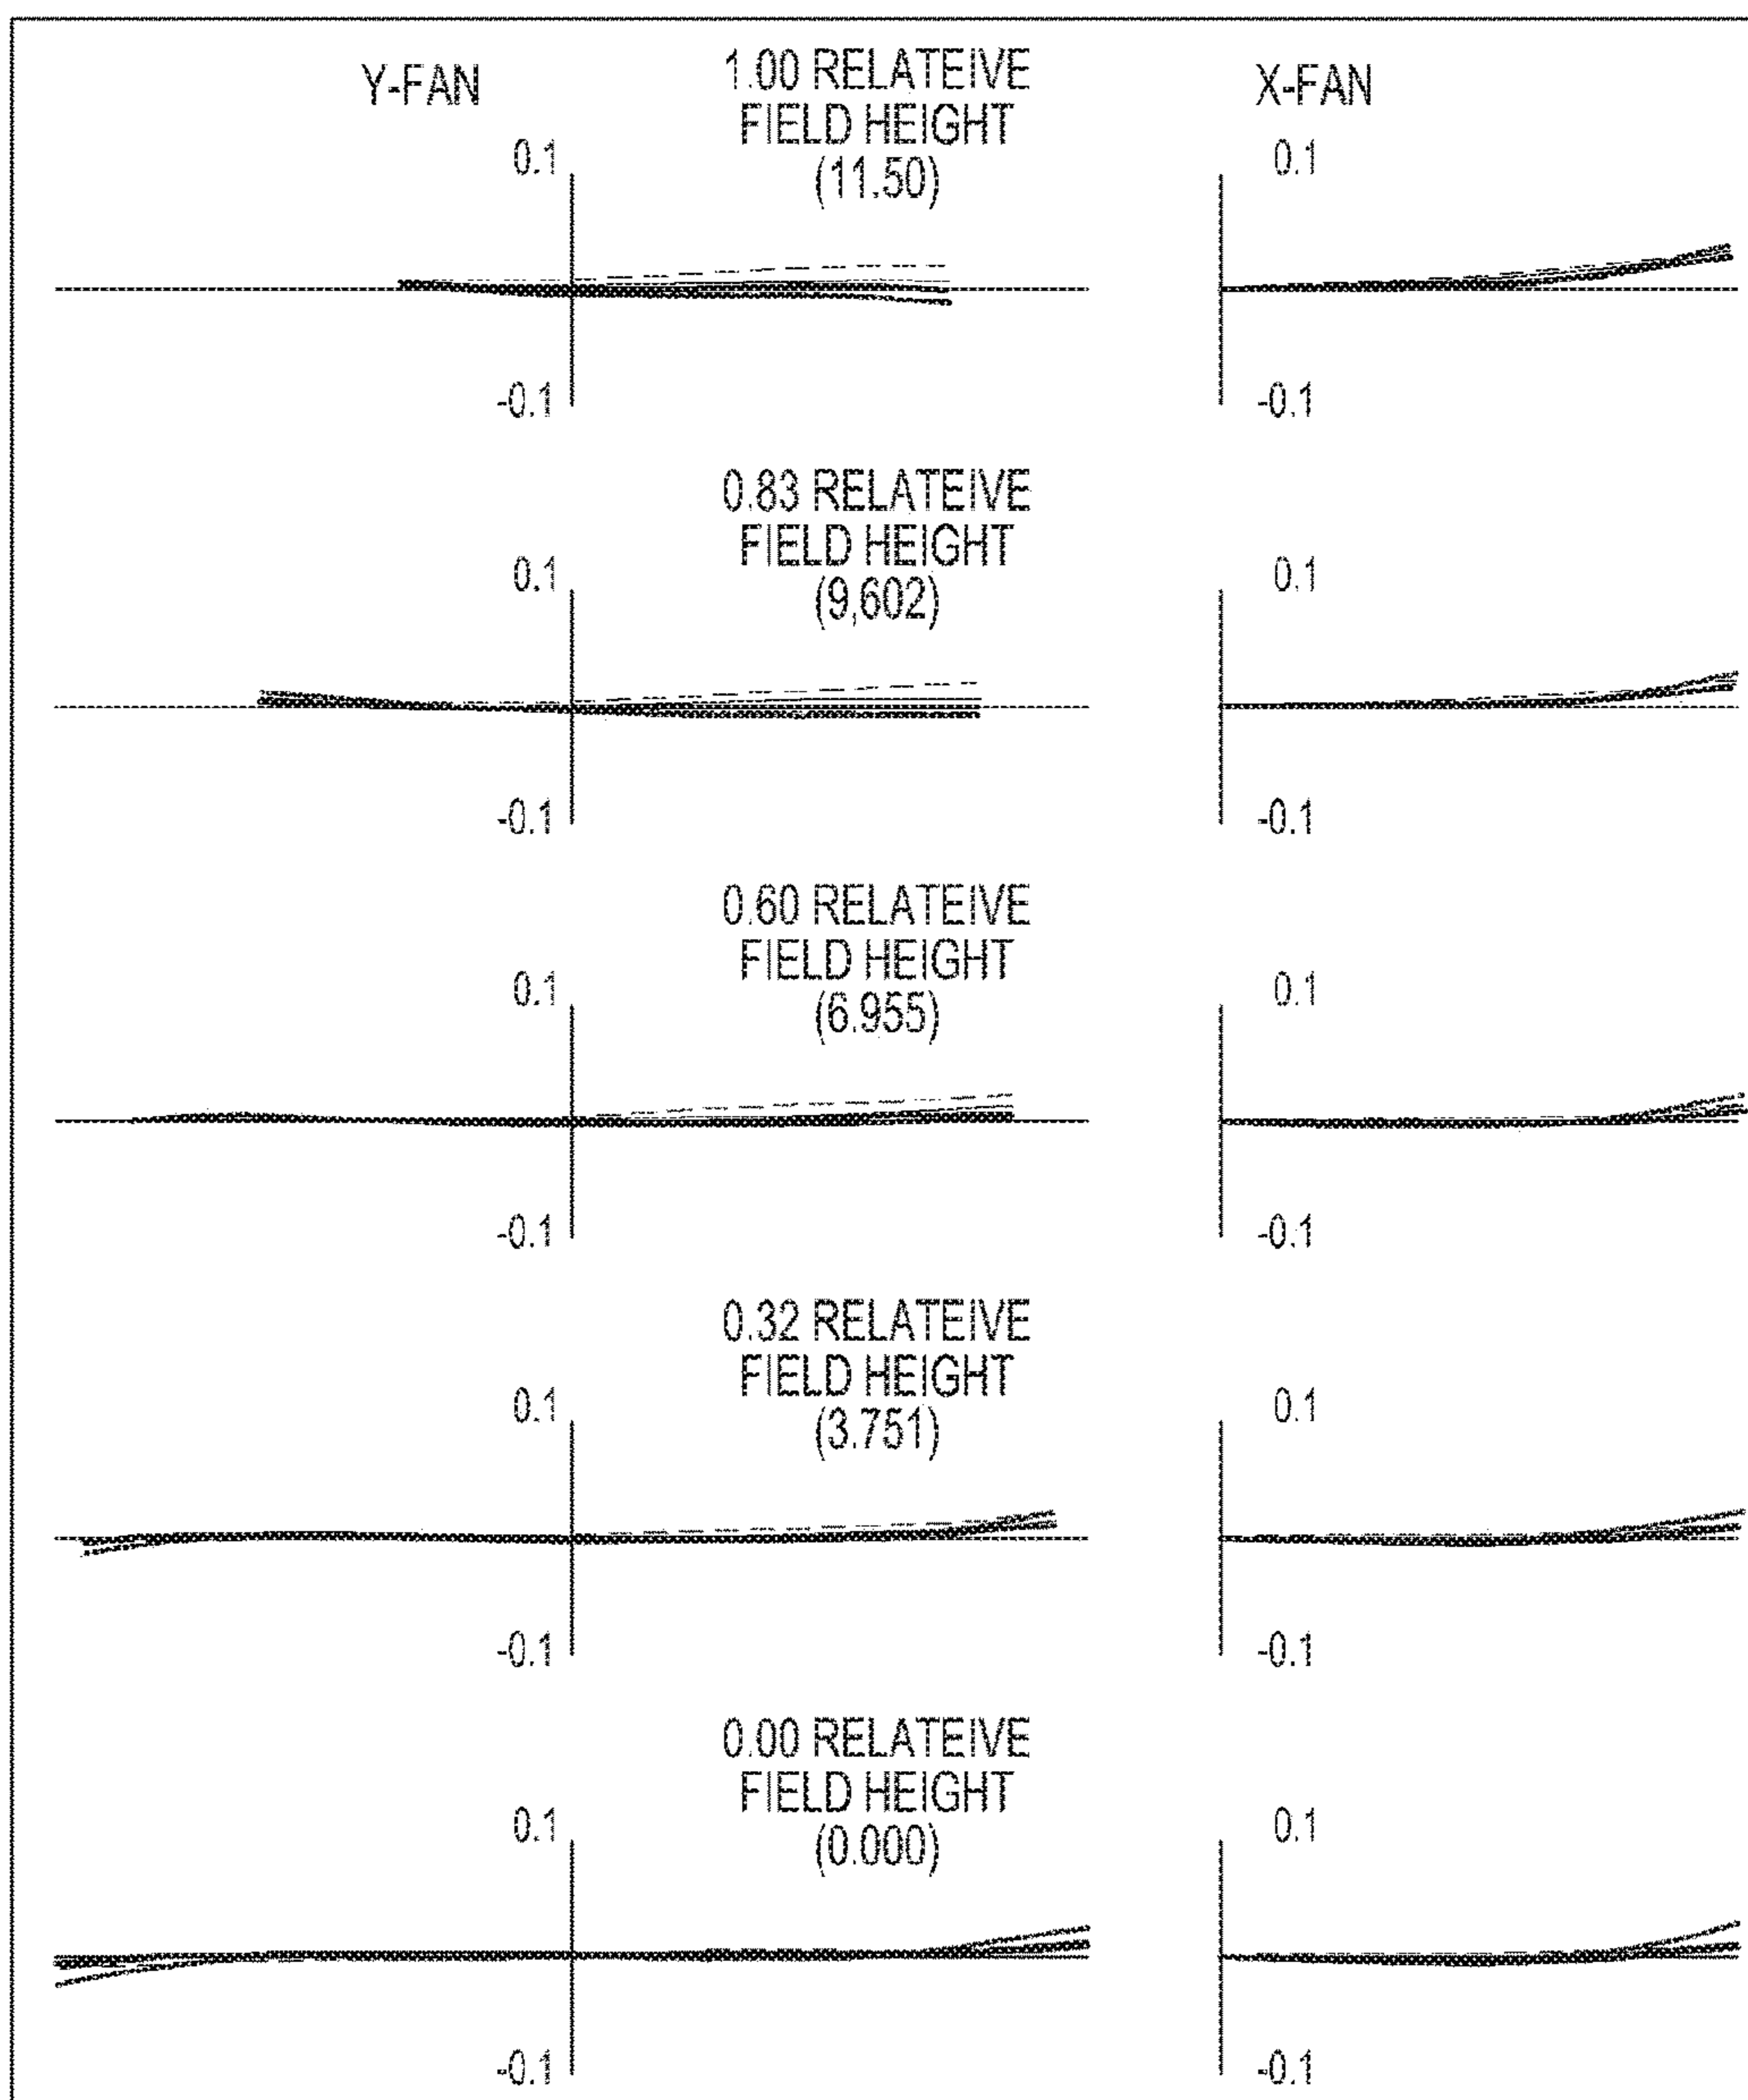 Y-FAN
1.00 RELATEIVE
FIELD HEIGHT
(11.50)
X-FAN
0.1
0.1
-0.1
-0.1
0.83 RELATEIVE
FIELD HEIGHT
(9,602)
0.1
0.1
-0.1
-0.1
0.60 RELATEIVE
FIELD HEIGHT
(6.955)
0.1
0.1
-0.1
-0.1
0.32 RELATEIVE
FIELD HEIGHT
(3.751)
0.1
0.1
-0.1
-0.1
0.00 RELATEIVE
FIELD HEIGHT
(0.000)
0.1
0.1
-0.1
-0.1